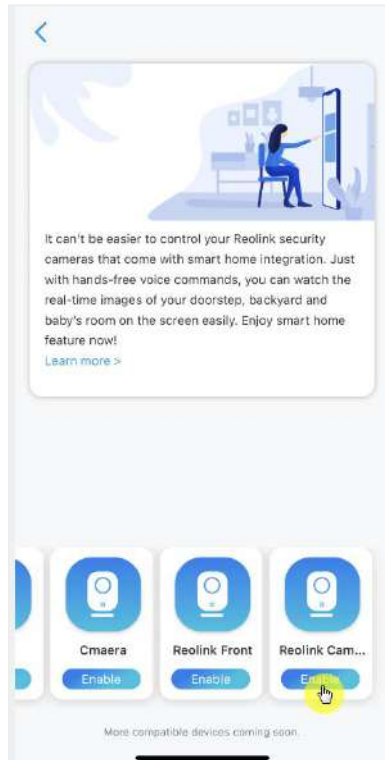 It can't be easier to control your Reolink security
cameras that come with smart home integration. Just
with hands-free voice commands, you can watch the
real-time images of your doorstep, backyard and
baby's room on the screen easily. Enjoy smart home
feature now!
Learn more >
Cmaera Reolink Front Reolink Cam...
Enable Enable Enable
More compatible devices coming soon.